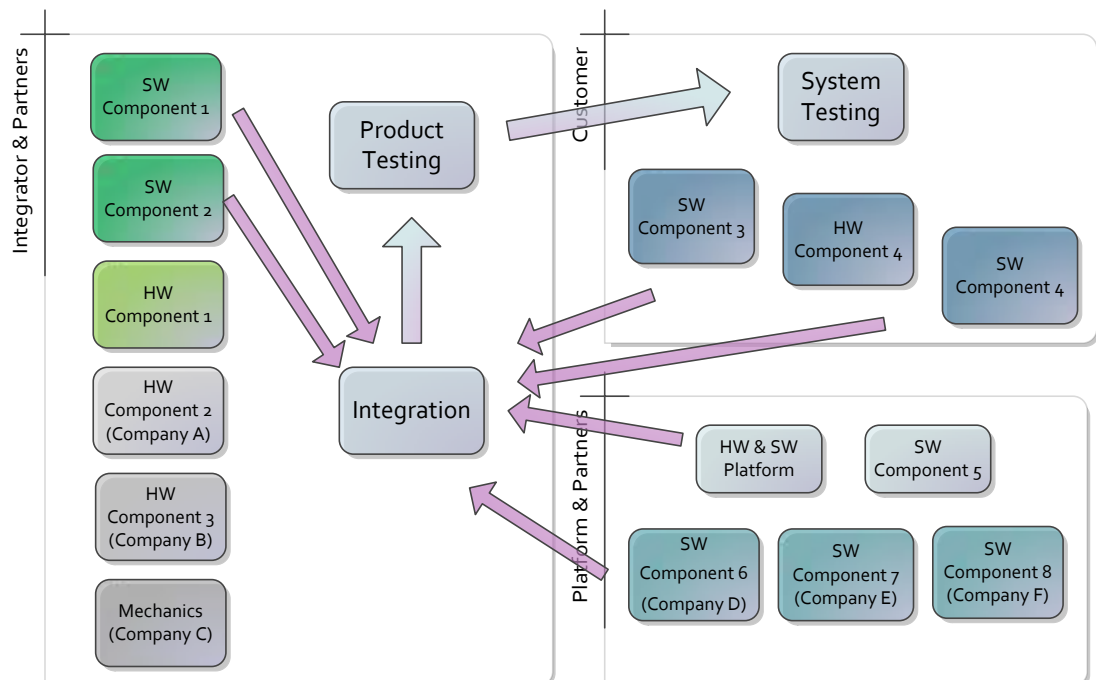 Integrator & Partners
SW
Component 1
SW
Component 2
HW
Component 1
HW
Component 2
(Company A)
HW
Component 3
(Company B)
Mechanics
(Company C)
Product
Testing
Integration
Customer
System
Testing
SW
Component 3
HW
Component 4
SW
Component 4
Platform & Partners
HW & SW
Platform
SW
Component 5
SW
Component 6
(Company D)
SW
Component 7
(Company E)
SW
Component 8
(Company F)